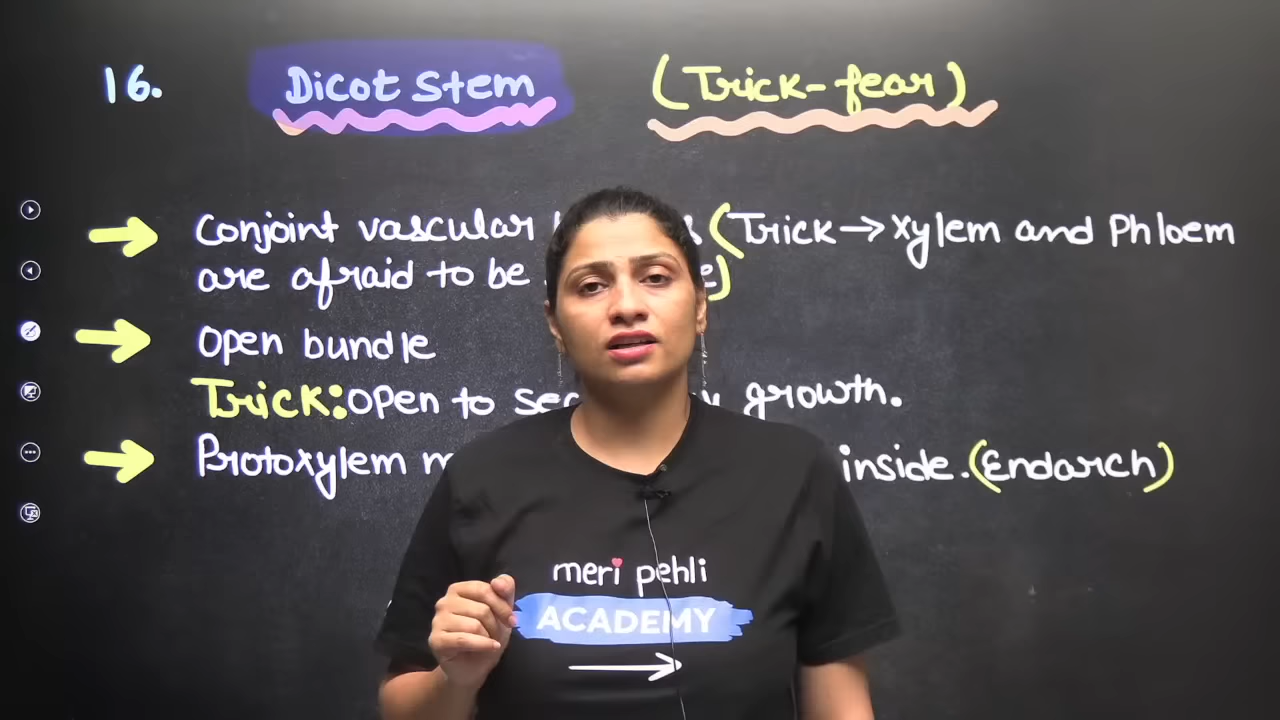 16. Dicot Stem (Trick-fear)
Conjoint vascular (Trick→Xylem and Phloem
are afraid to be
Open bundle
Trick: Open to growth.
Protoxylem inside. (Endarch)
meri pehli
ACADEMY